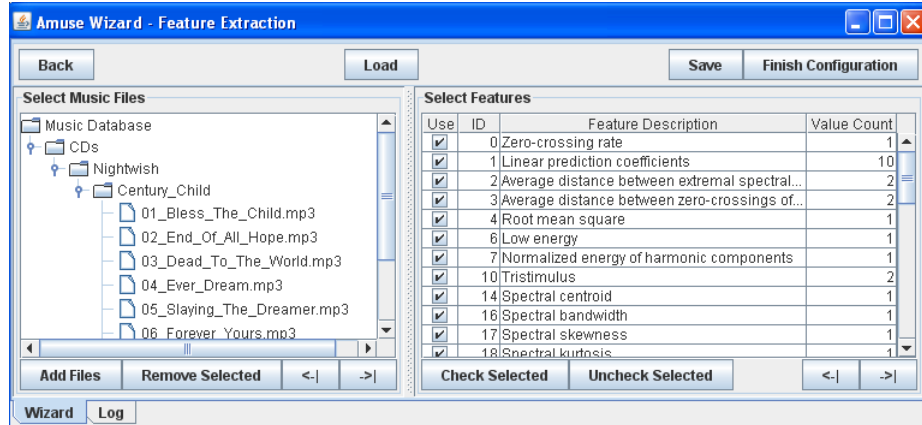 Amuse Wizard - Feature Extraction
Back Load Save Finish Configuration
Select Music Files
Music Database
CDs
Nightwish
Century_Child
01_Bless_The_Child.mp3
02_End_Of_All_Hope.mp3
03_Dead_To_The_World.mp3
04_Ever_Dream.mp3
05_Slaying_The_Dreamer.mp3
06_Forever_Yours.mp3
Add Files Remove Selected <-| ->|
Select Features
Use ID Feature Description Value Count
0 Zero-crossing rate 1
1 Linear prediction coefficients 10
2 Average distance between extremal spectral... 2
3 Average distance between zero-crossings of... 2
4 Root mean square 1
6 Low energy 1
7 Normalized energy of harmonic components 1
10 Tristimulus 2
14 Spectral centroid 1
16 Spectral bandwidth 1
17 Spectral skewness 1
18 Spectral kurtosis 1
Check Selected Uncheck Selected <-| ->|
Wizard Log